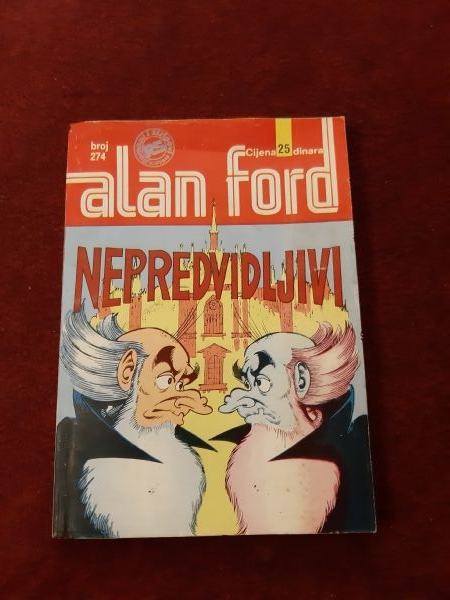 broj
274
Cijena 25 dinara
alan ford
NEPREDVIDLJIVI